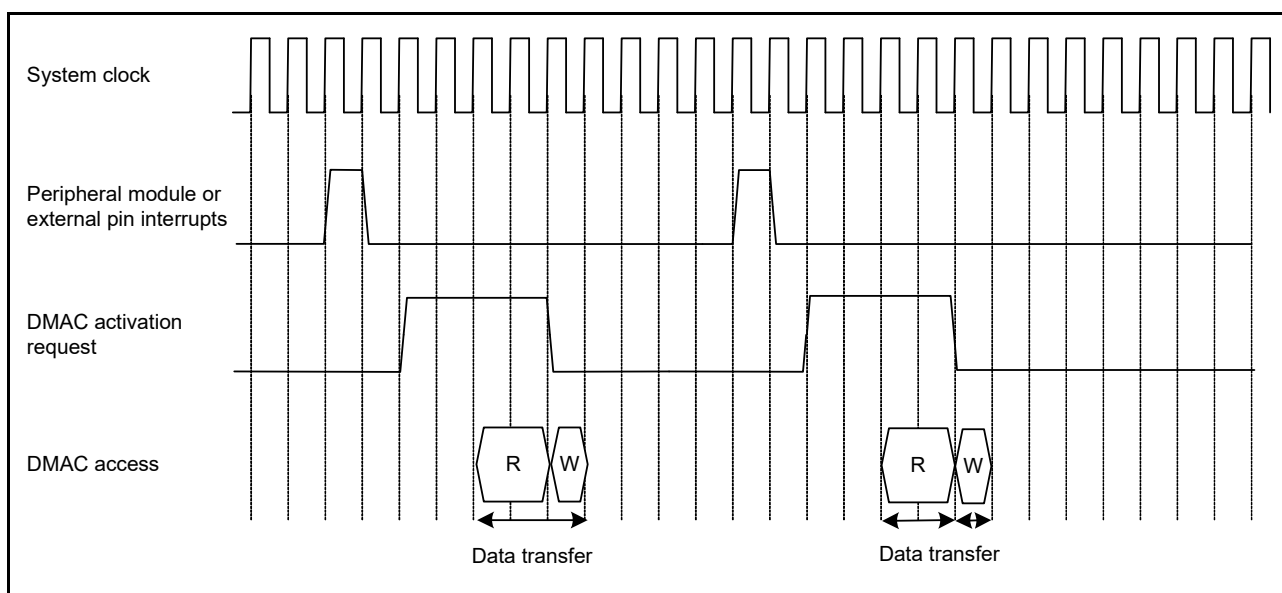 System clock
Peripheral module or
external pin interrupts
DMAC activation
request
DMAC access
R
W
R
W
Data transfer
Data transfer